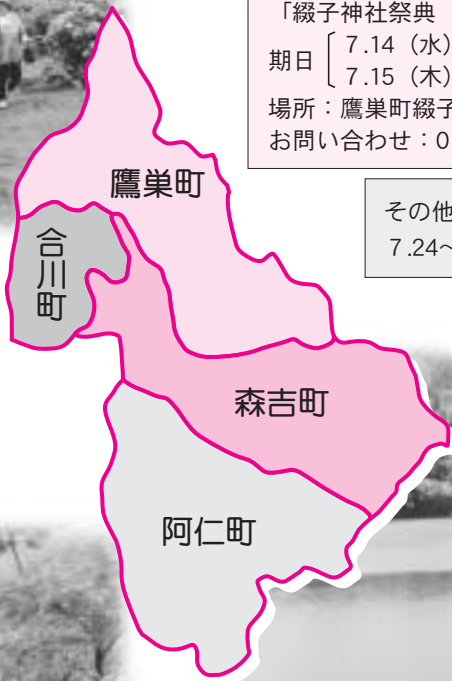 「綴子神社祭典
期日 7.14（水）
7.15（木）
場所：鷹巣町綴子
お問い合わせ：0
その他
7.24～
鷹巣町
合川町
森吉町
阿仁町